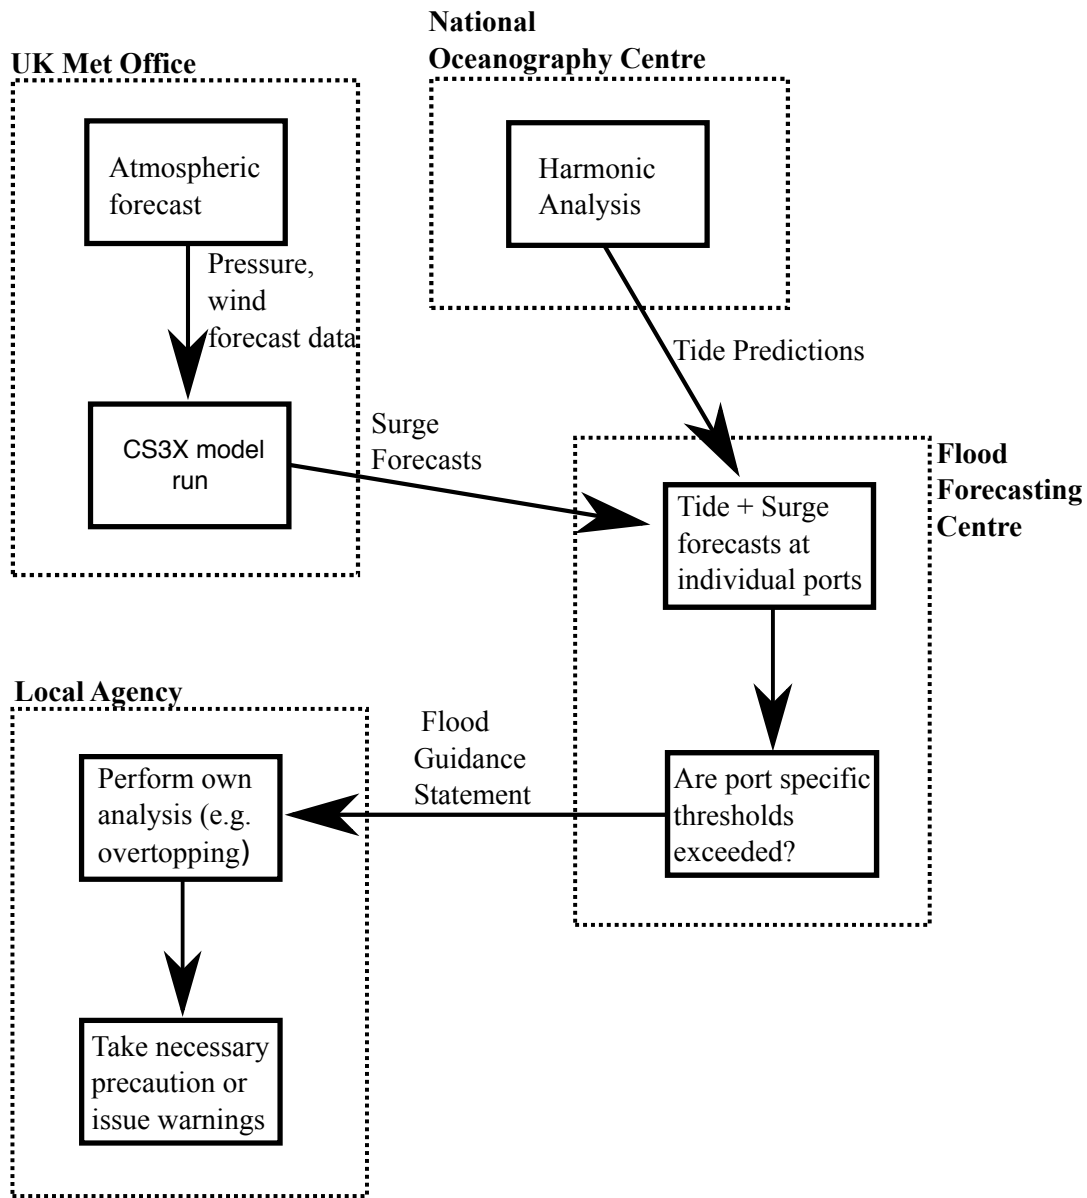 UK Met Office
Atmospheric
forecast
Pressure,
wind
forecast data
CS3X model
run
National
Oceanography Centre
Harmonic
Analysis
Tide Predictions
Surge
Forecasts
Flood
Forecasting
Centre
Tide + Surge
forecasts at
individual ports
Are port specific
thresholds
exceeded?
Flood
Guidance
Statement
Local Agency
Perform own
analysis (e.g.
overtopping)
Take necessary
precaution or
issue warnings